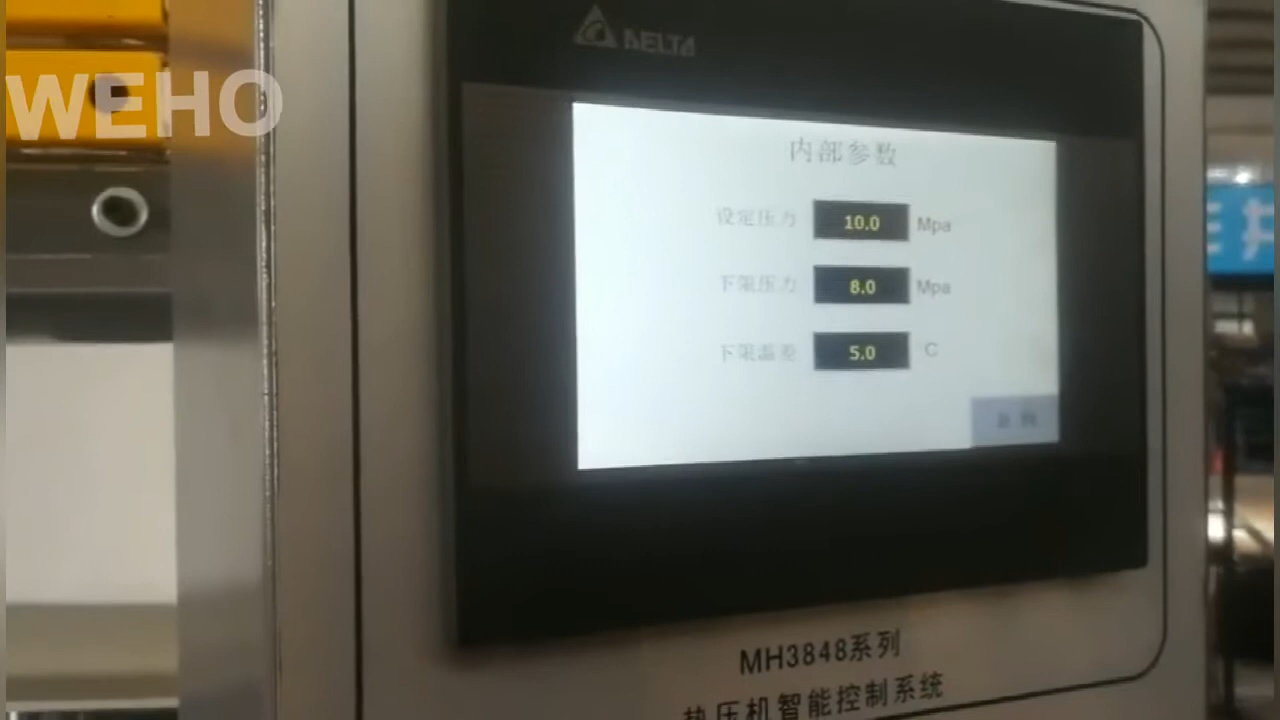 WEHO
DELTA
内部参数
设定压力 10.0 Mpa
下限压力 8.0 Mpa
下限温差 5.0 C
MH3848系列
热压机智能控制系统